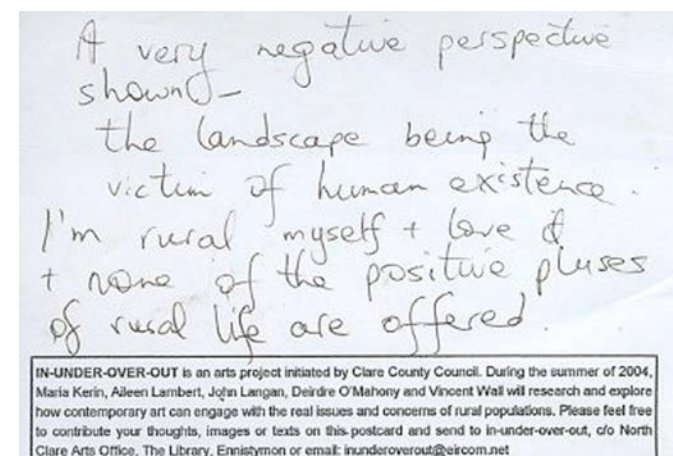 A very negative perspective
shown –
the landscape being the
victim of human existence.
I'm rural myself + love it
+ none of the positive pluses
of rural life are offered.
IN-UNDER-OVER-OUT is an arts project initiated by Clare County Council. During the summer of 2004,
Maria Kerin, Aileen Lambert, John Langan, Deirdre O'Mahony and Vincent Wall will research and explore
how contemporary art can engage with the real issues and concerns of rural populations. Please feel free
to contribute your thoughts, images or texts on this postcard and send to in-under-over-out, c/o North
Clare Arts Office, The Library, Ennistymon or email: inunderoverout@eircom.net